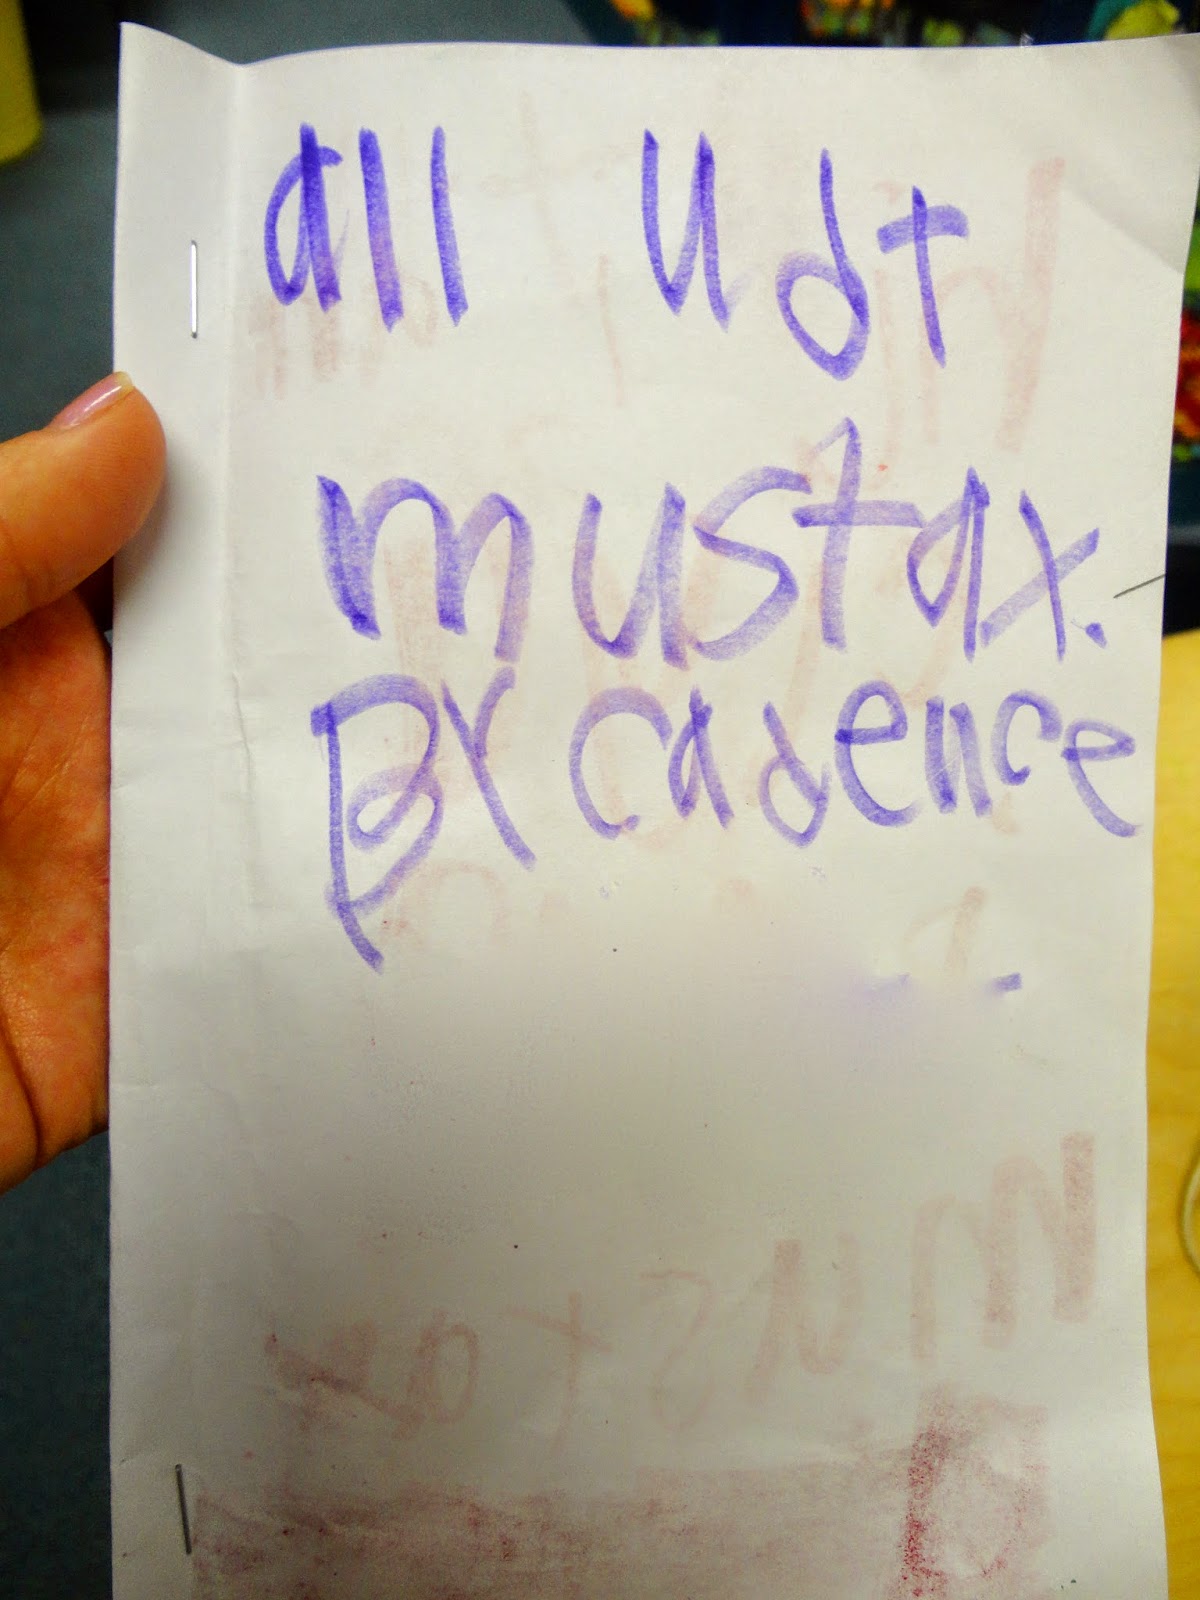 all udt
mustax.
By cadence